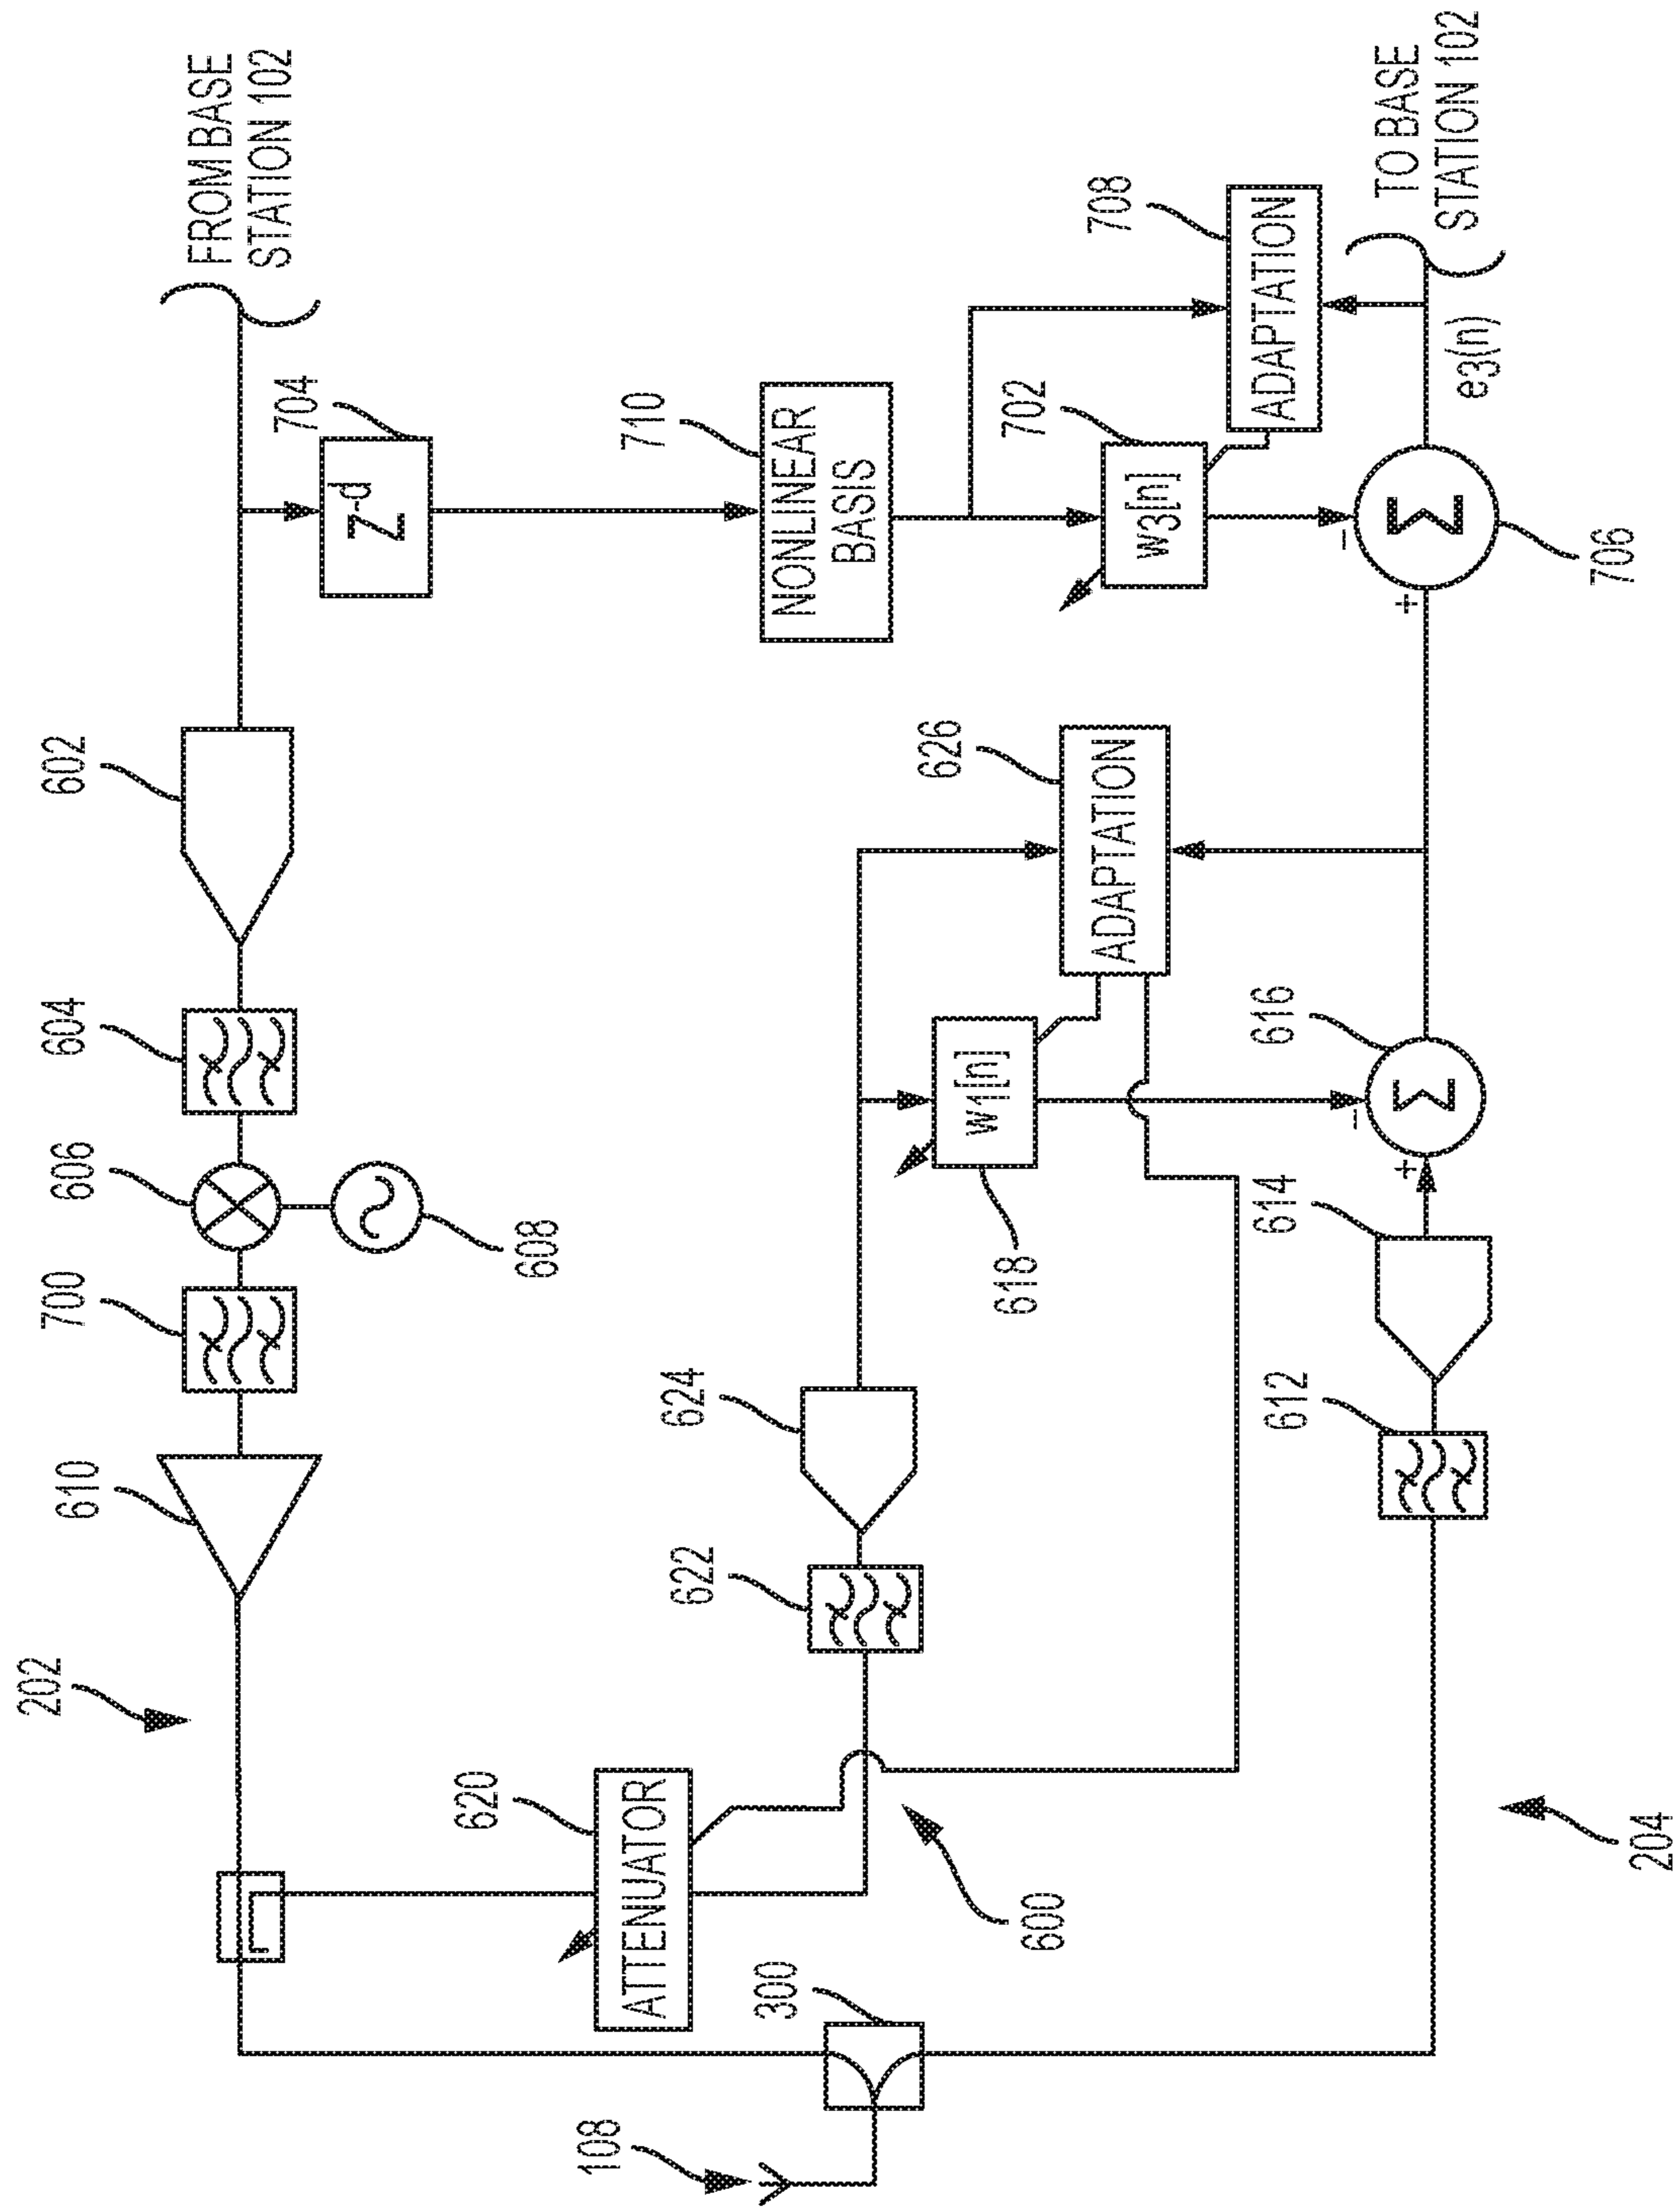 FROM BASE
STATION 102
202
610
700
606
604
602
608
704
z-d
710
NONLINEAR
BASIS
620
ATTENUATOR
622
624
618
w1[n]
626
ADAPTATION
702
w3[n]
708
ADAPTATION
108
300
600
204
612
614
616
+
−
Σ
706
+
−
Σ
e3(n)
TO BASE
STATION 102